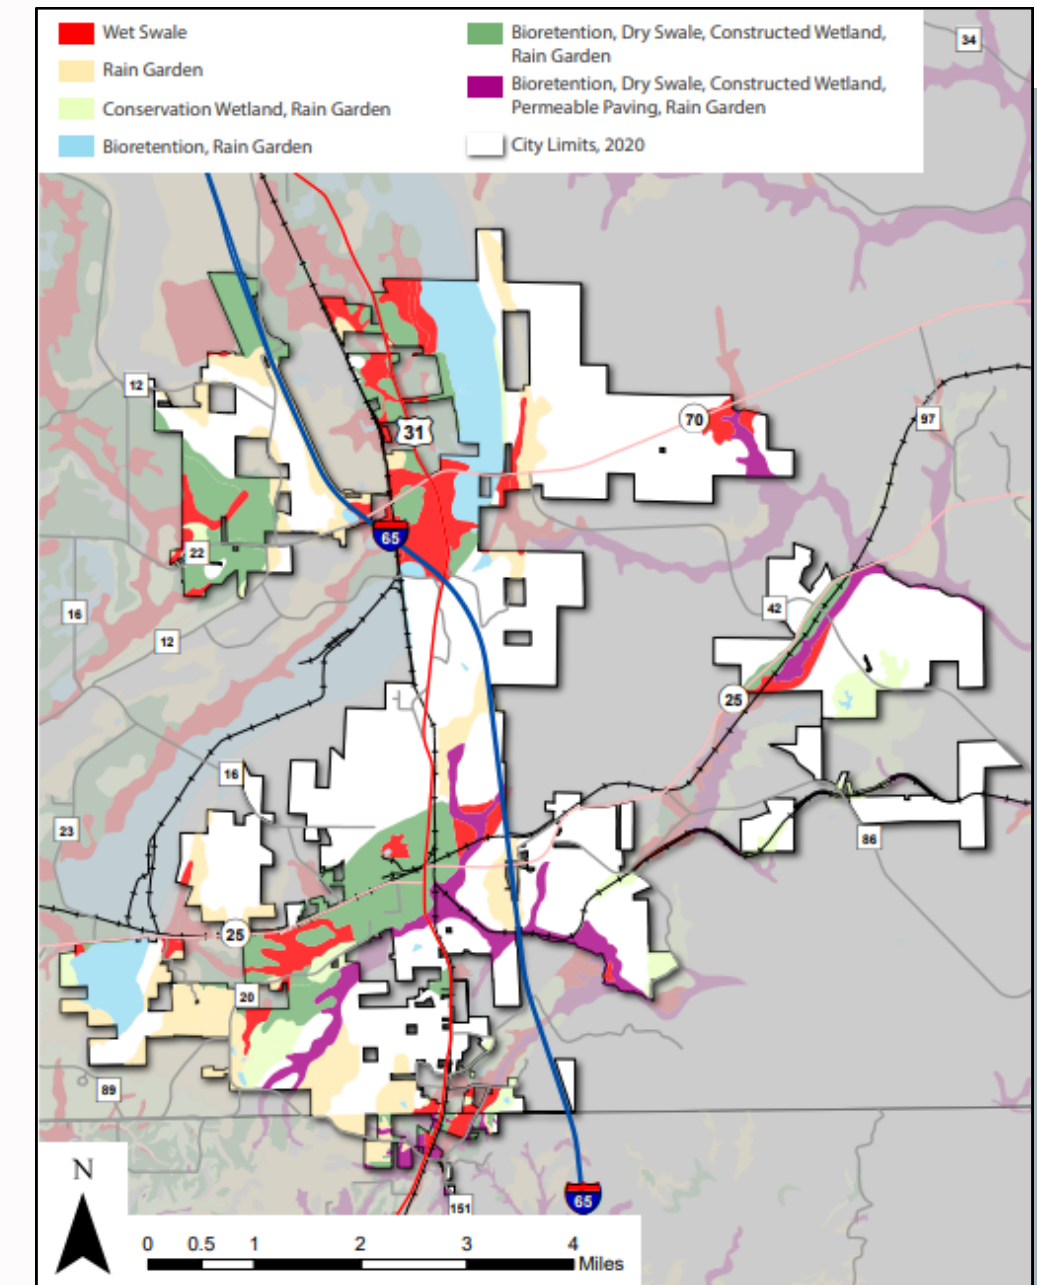 Wet Swale
Rain Garden
Conservation Wetland, Rain Garden
Bioretention, Rain Garden
Bioretention, Dry Swale, Constructed Wetland,
Rain Garden
Bioretention, Dry Swale, Constructed Wetland,
Permeable Paving, Rain Garden
City Limits, 2020
34
12
31
70
97
65
22
16
12
42
25
16
23
86
25
20
89
65
151
N
0 0.5 1 2 3 4
Miles